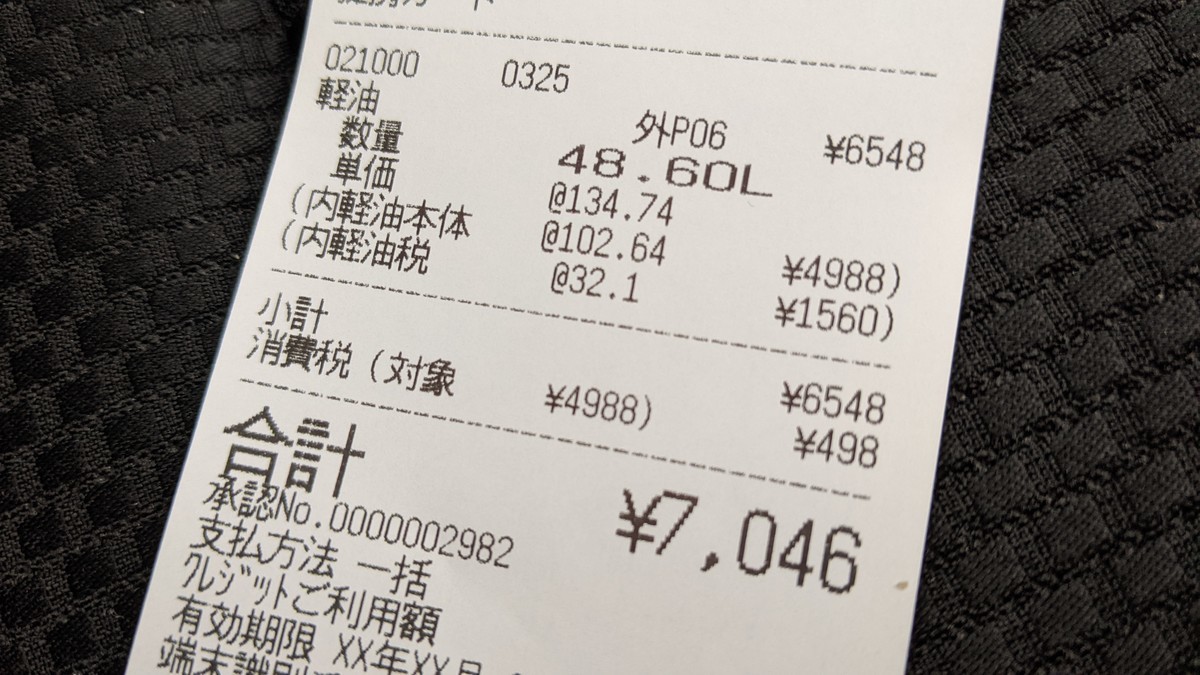 021000 0325
軽油 外P06 ¥6548
数量 48.60L
単価 @134.74
(内軽油本体 @102.64 ¥4988)
(内軽油税 @32.1 ¥1560)
小計 ¥6548
消費税(対象 ¥4988) ¥498
合計 ¥7,046
承認No.0000002982
支払方法 一括
クレジットご利用額
有効期限 XX年XX月
端末識別